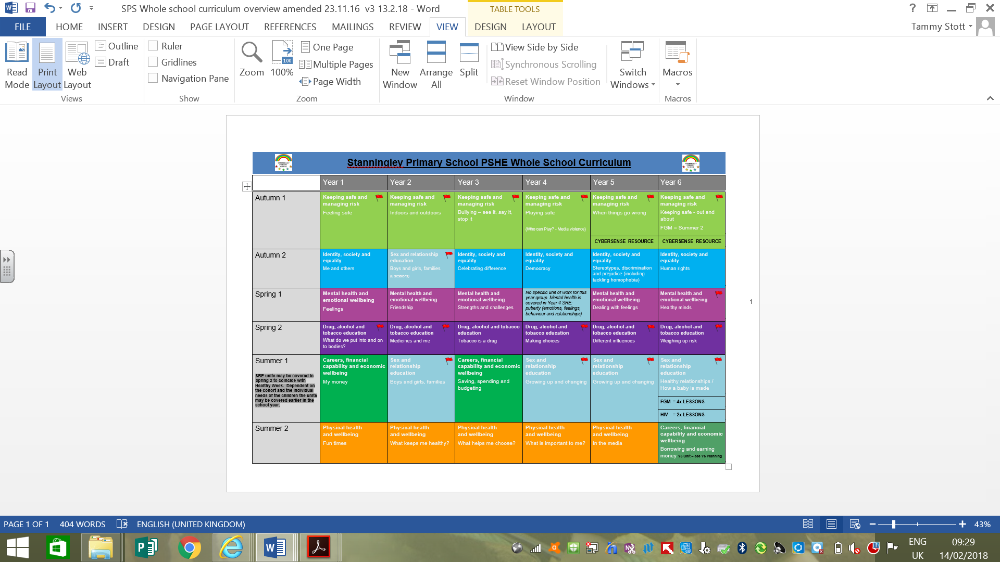 SPS Whole school curriculum overview amended 23.11.16  v3 13.2.18 - Word
TABLE TOOLS
FILE
HOME
INSERT
DESIGN
PAGE LAYOUT
REFERENCES
MAILINGS
REVIEW
VIEW
DESIGN
LAYOUT
Tammy Stott
Read Mode
Print Layout
Web Layout
Outline
Draft
Views
Ruler
Gridlines
Navigation Pane
Show
Zoom
100
100%
One Page
Multiple Pages
Page Width
Zoom
New Window
Arrange All
Split
View Side by Side
Synchronous Scrolling
Reset Window Position
Window
Switch Windows
Macros
Macros
Stanningley Primary School PSHE Whole School Curriculum
Year 1
Year 2
Year 3
Year 4
Year 5
Year 6
Autumn 1
Keeping safe and
managing risk
Feeling safe
Keeping safe and
managing risk
Indoors and outdoors
Keeping safe and
managing risk
Bullying – see it, say it,
stop it
Keeping safe and
managing risk
Playing safe
(Who can Play? - Media violence)
Keeping safe and
managing risk
When things go wrong
CYBERSENSE RESOURCE
Keeping safe and
managing risk
Keeping safe - out and
about
FGM = Summer 2
CYBERSENSE RESOURCE
Autumn 2
Identity, society and
equality
Me and others
Sex and relationship
education
Boys and girls, families
(6 sessions)
Identity, society and
equality
Celebrating difference
Identity, society and
equality
Democracy
Identity, society and
equality
Stereotypes, discrimination
and prejudice (including
tackling homophobia)
Identity, society and
equality
Human rights
Spring 1
Mental health and
emotional wellbeing
Feelings
Mental health and
emotional wellbeing
Friendship
Mental health and
emotional wellbeing
Strengths and challenges
No specific unit of work for this
year group. Mental health is
covered in Year 4 SRE:
puberty (emotions, feelings,
behaviour and relationships)
Mental health and
emotional wellbeing
Dealing with feelings
Mental health and
emotional wellbeing
Healthy minds
1
Spring 2
Drug, alcohol and
tobacco education
What do we put into and on
to bodies?
Drug, alcohol and
tobacco education
Medicines and me
Drug, alcohol and tobacco
education
Tobacco is a drug
Drug, alcohol and
tobacco education
Making choices
Drug, alcohol and
tobacco education
Different influences
Drug, alcohol and
tobacco education
Weighing up risk
Summer 1
SRE units may be covered in
Spring 2 to coincide with
Healthy Week. Dependent on
the cohort and the individual
needs of the children the units
may be covered earlier in the
school year.
Careers, financial
capability and economic
wellbeing
My money
Sex and
relationship
education
Boys and girls, families
Careers, financial
capability and economic
wellbeing
Saving, spending and
budgeting
Sex and
relationship
education
Growing up and changing
Sex and
relationship
education
Growing up and changing
Sex and
relationship
education
Healthy relationships /
How a baby is made
FGM = 4x LESSONS
HIV = 2x LESSONS
Summer 2
Physical health
and wellbeing
Fun times
Physical health
and wellbeing
What keeps me healthy?
Physical health
and wellbeing
What helps me choose?
Physical health
and wellbeing
What is important to me?
Physical health
and wellbeing
In the media
Careers, financial
capability and economic
wellbeing
Borrowing and earning
money Y5 Unit – see Y5 Planning
PAGE 1 OF 1
404 WORDS
ENGLISH (UNITED KINGDOM)
43%
ENG
UK
09:29
14/02/2018